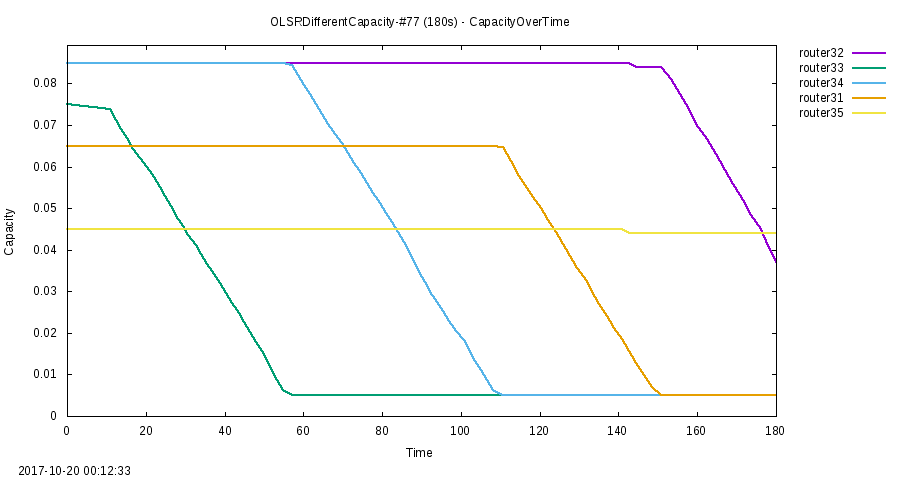 OLSRDifferentCapacity-#77 (180s) - CapacityOverTime
router32
router33
router34
router31
router35
0.08
0.07
0.06
0.05
0.04
0.03
0.02
0.01
0
Capacity
0 20 40 60 80 100 120 140 160 180
Time
2017-10-20 00:12:33